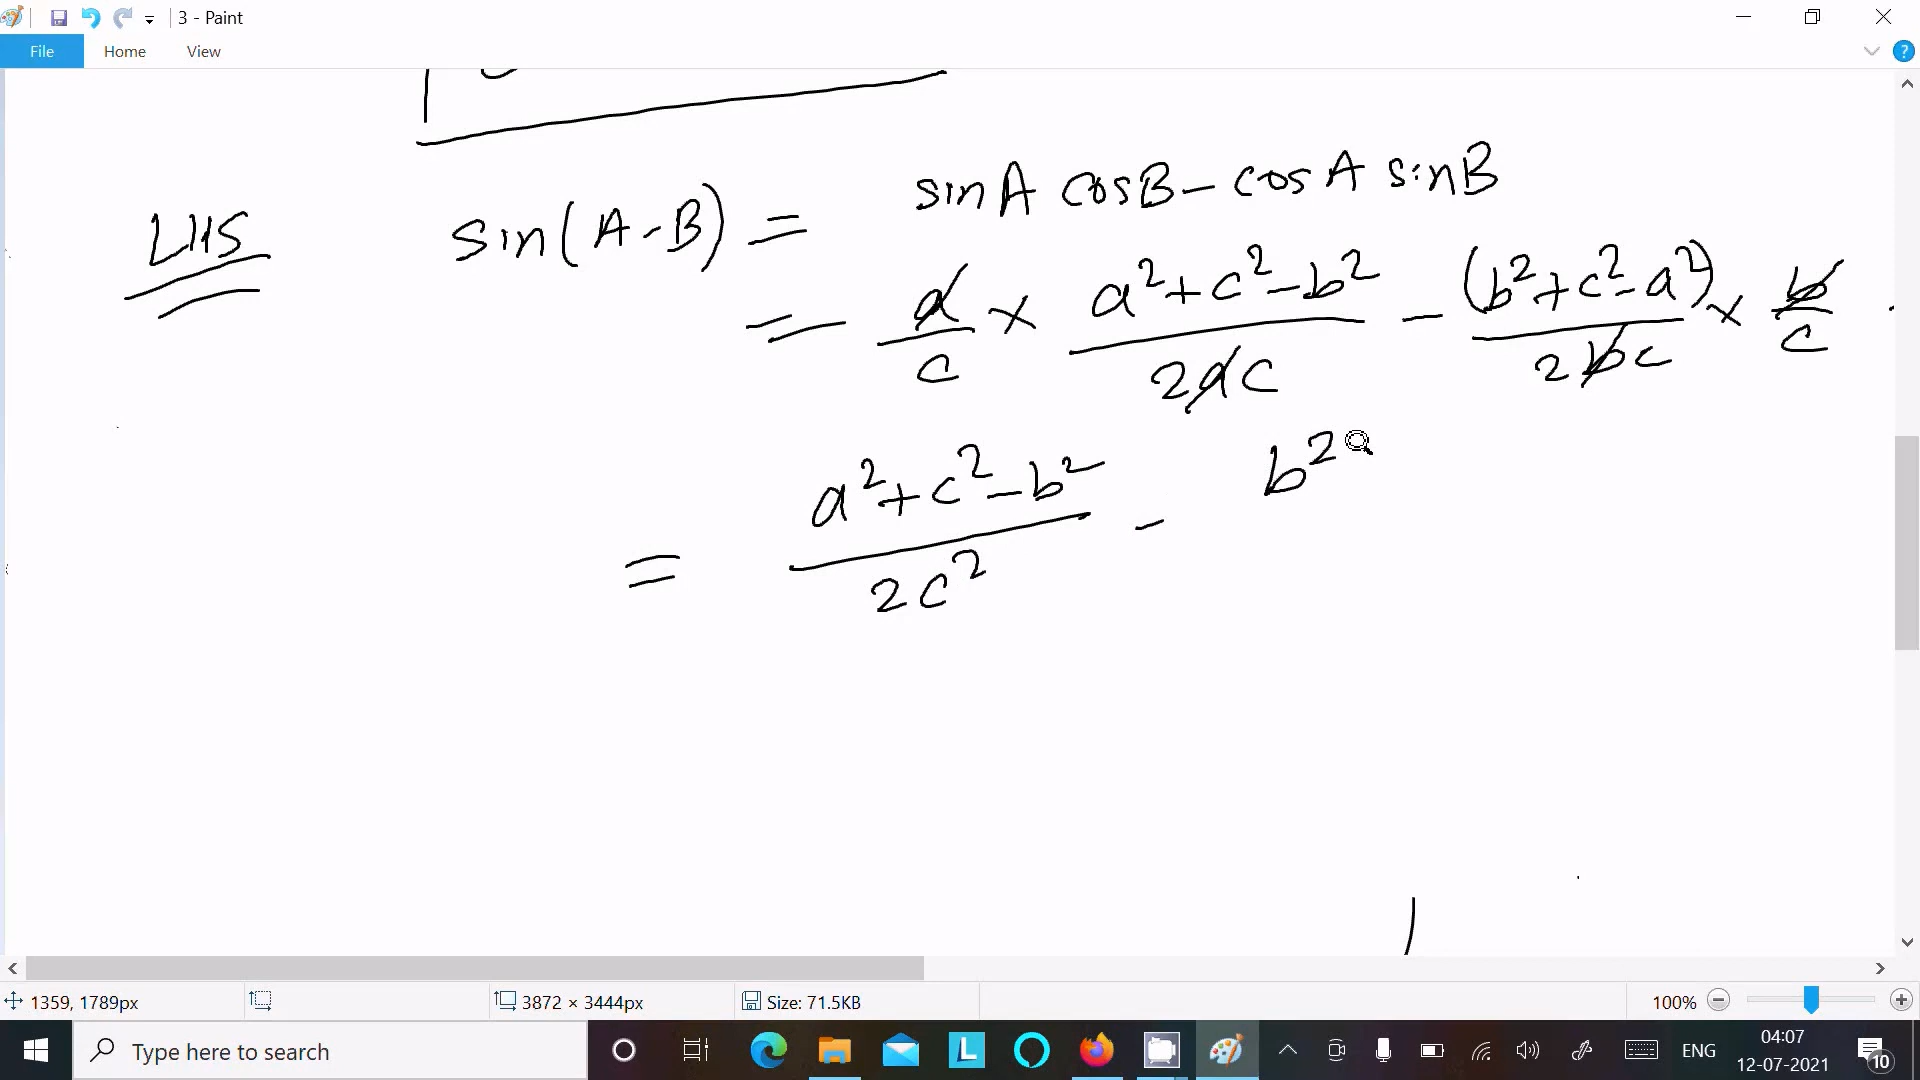 3 - Paint
File Home View
LHS sin(A-B) = sinA cosB - cosA sinB
= a/c × (a²+c²-b²)/(2ac) - (b²+c²-a²)/(2bc) × b/c
= (a²+c²-b²)/(2c²) - b²
1359, 1789px 3872 × 3444px Size: 71.5KB 100%
Type here to search L ENG 04:07
12-07-2021 10